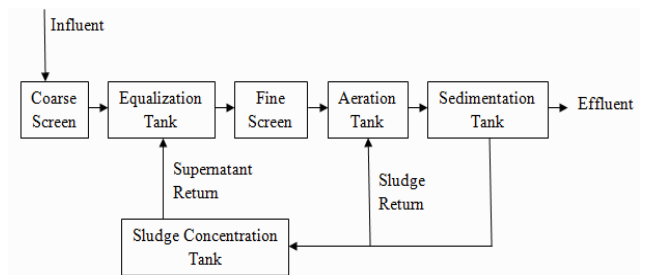 Influent
Coarse
Screen
Equalization
Tank
Fine
Screen
Aeration
Tank
Sedimentation
Tank
Effluent
Supernatant
Return
Sludge
Return
Sludge Concentration
Tank